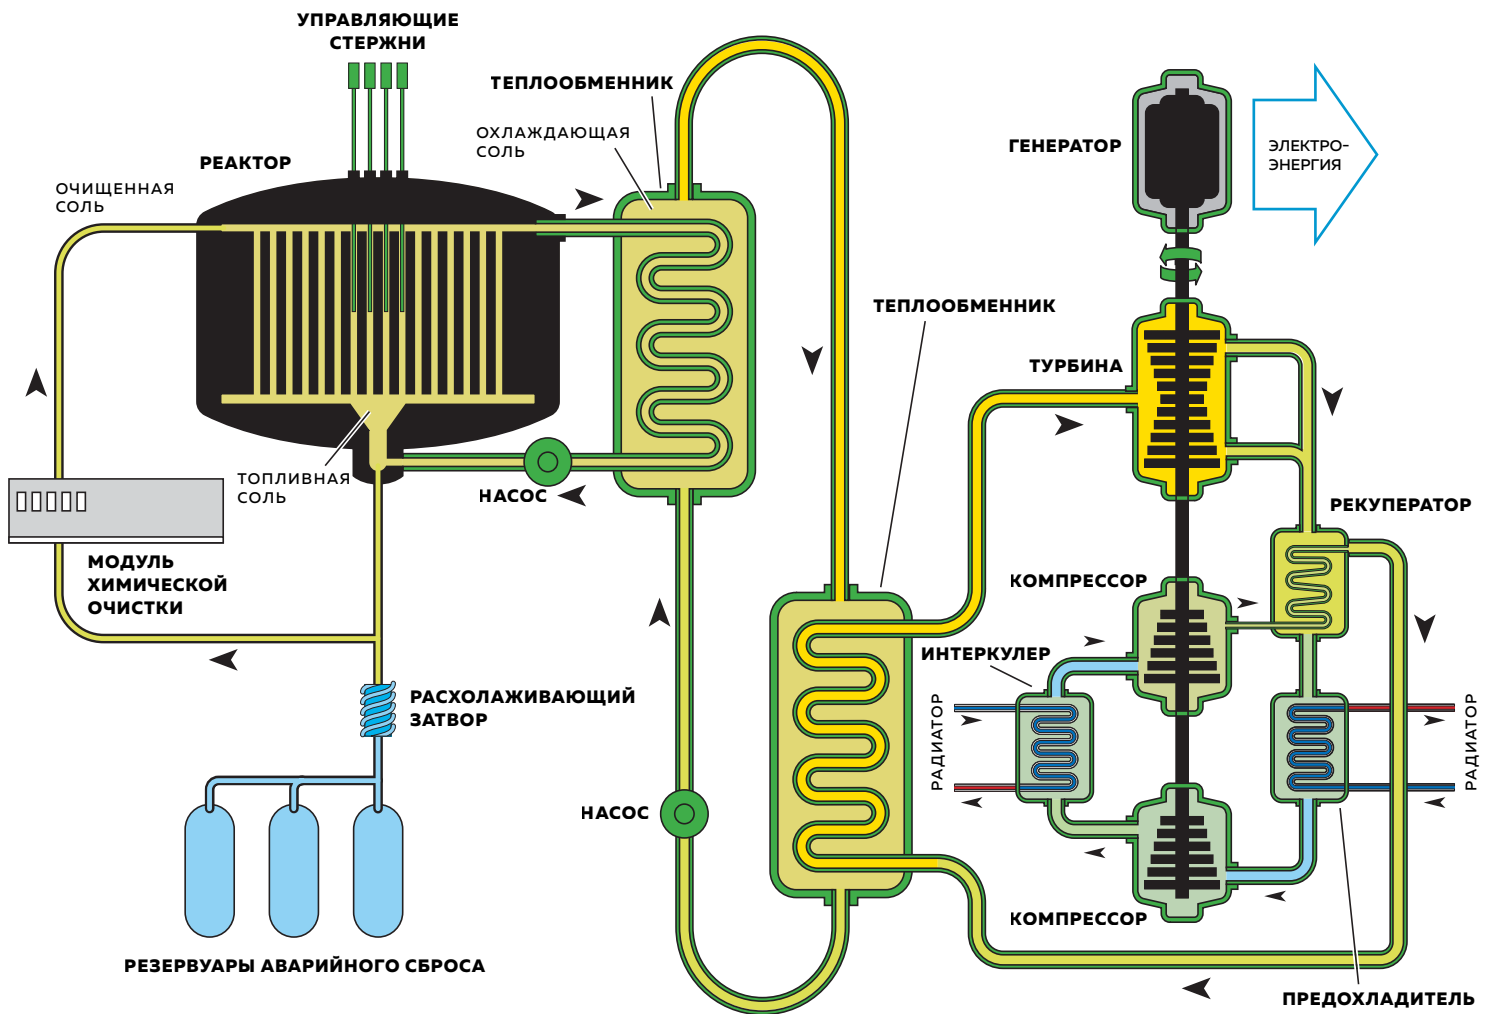 УПРАВЛЯЮЩИЕ
СТЕРЖНИ
ТЕПЛООБМЕННИК
ОХЛАЖДАЮЩАЯ
СОЛЬ
РЕАКТОР
ОЧИЩЕННАЯ
СОЛЬ
ГЕНЕРАТОР
ЭЛЕКТРО-
ЭНЕРГИЯ
ТЕПЛООБМЕННИК
ТУРБИНА
ТОПЛИВНАЯ
СОЛЬ
НАСОС
РЕКУПЕРАТОР
МОДУЛЬ
ХИМИЧЕСКОЙ
ОЧИСТКИ
КОМПРЕССОР
ИНТЕРКУЛЕР
РАСХОЛАЖИВАЮЩИЙ
ЗАТВОР
РАДИАТОР
РАДИАТОР
НАСОС
КОМПРЕССОР
РЕЗЕРВУАРЫ АВАРИЙНОГО СБРОСА
ПРЕДОХЛАДИТЕЛЬ